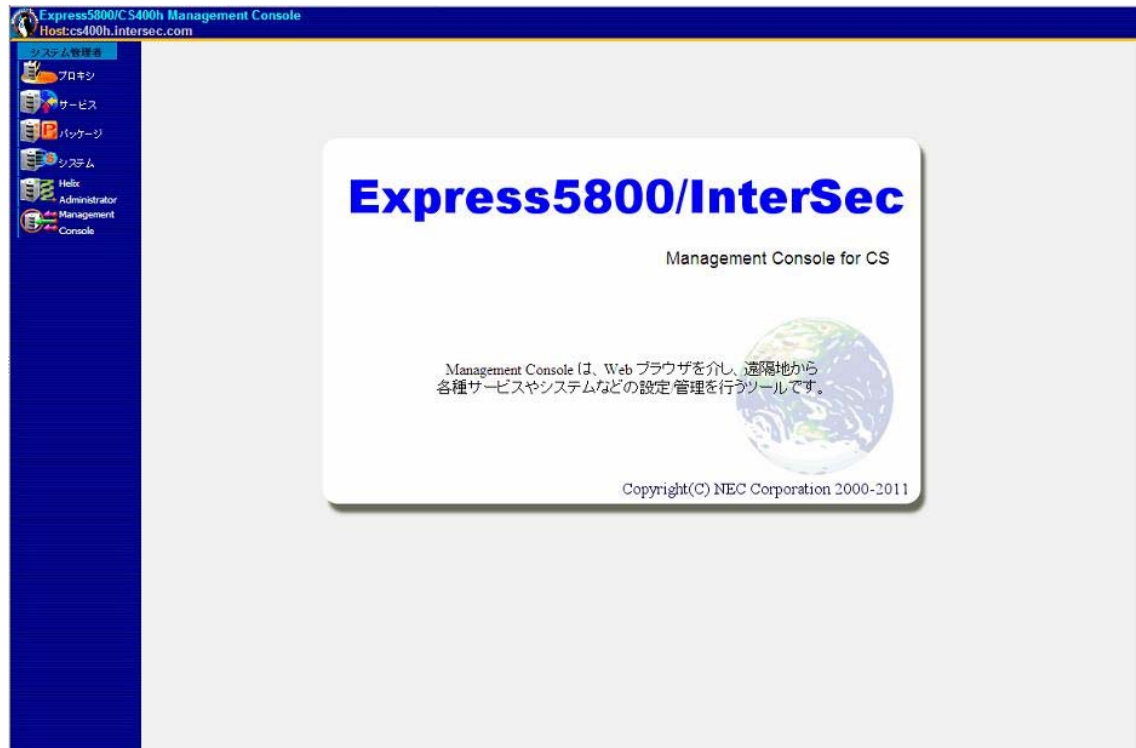 Express5800/CS400h Management Console
Host:cs400h.intersec.com
システム管理者
プロキシ
サービス
パッケージ
システム
Helix
Administrator
Management
Console
Express5800/InterSec
Management Console for CS
Management Console は、Web ブラウザを介し、遠隔地から
各種サービスやシステムなどの設定/管理を行うツールです。
Copyright(C) NEC Corporation 2000-2011